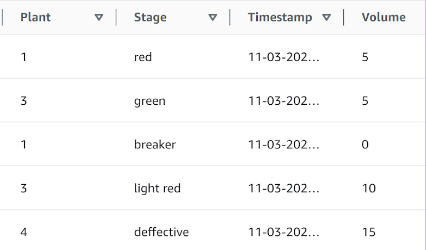 Plant Stage Timestamp Volume
1 red 11-03-202... 5
3 green 11-03-202... 5
1 breaker 11-03-202... 0
3 light red 11-03-202... 10
4 deffective 11-03-202... 15